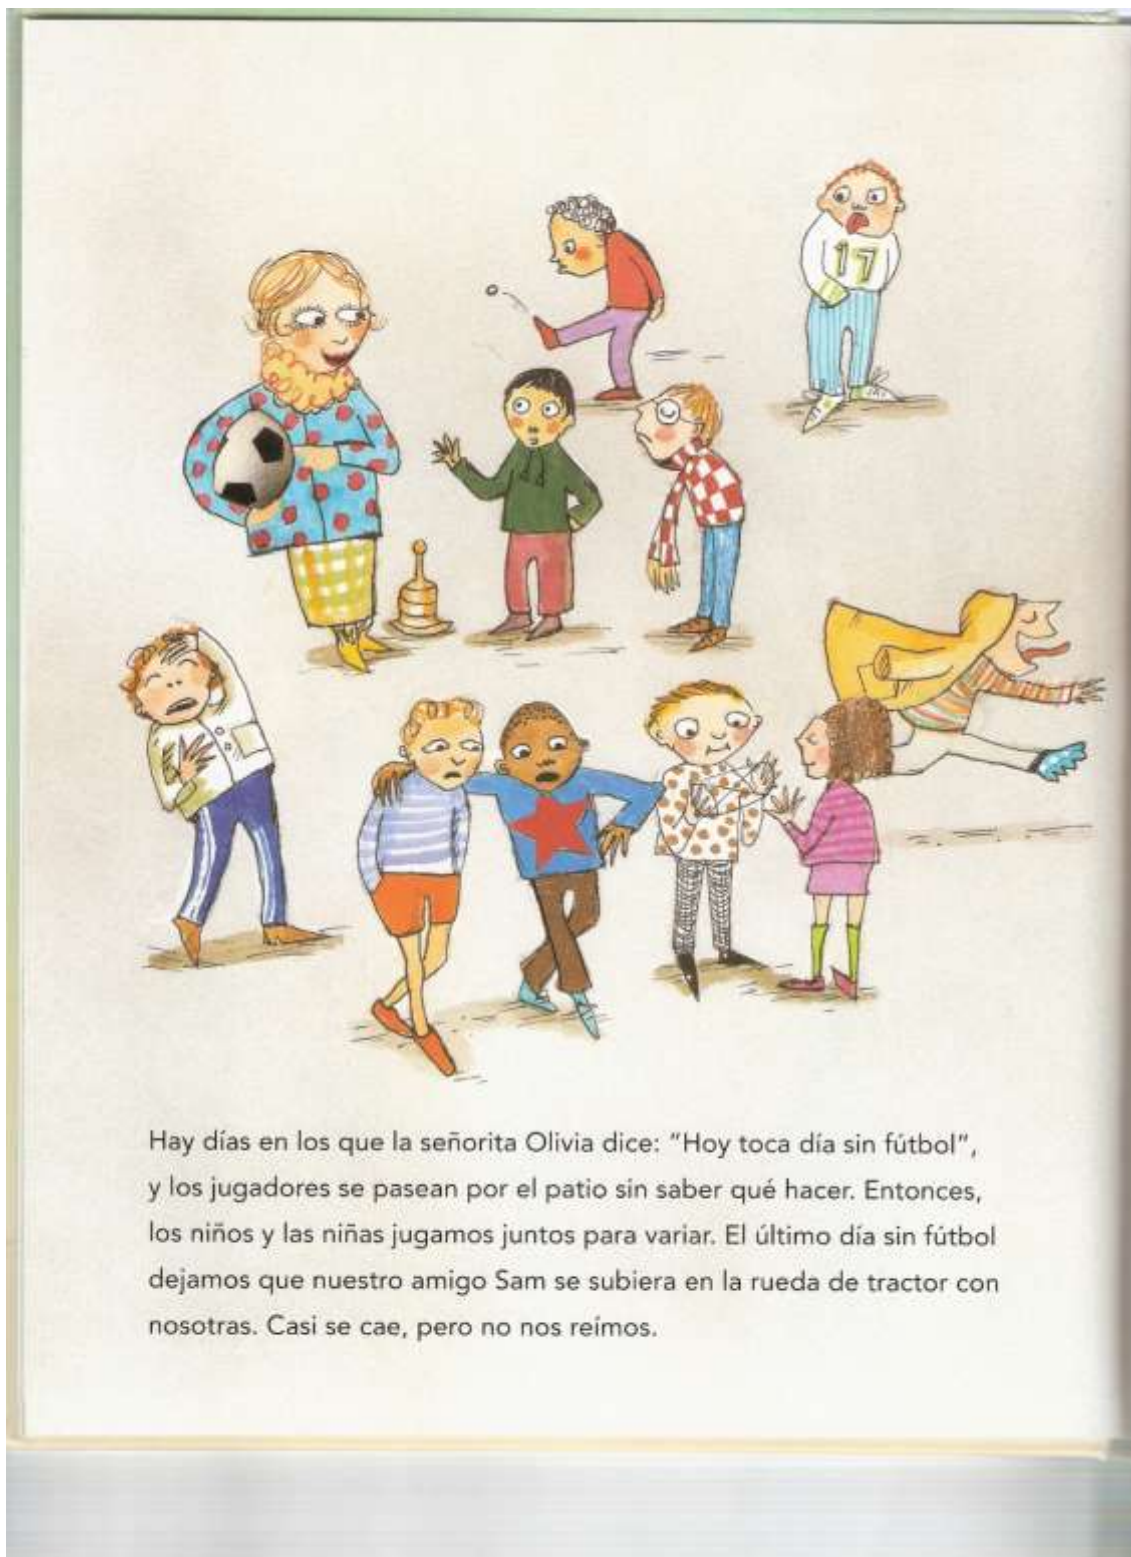 17
Hay días en los que la señorita Olivia dice: “Hoy toca día sin fútbol”,
y los jugadores se pasean por el patio sin saber qué hacer. Entonces,
los niños y las niñas jugamos juntos para variar. El último día sin fútbol
dejamos que nuestro amigo Sam se subiera en la rueda de tractor con
nosotras. Casi se cae, pero no nos reímos.